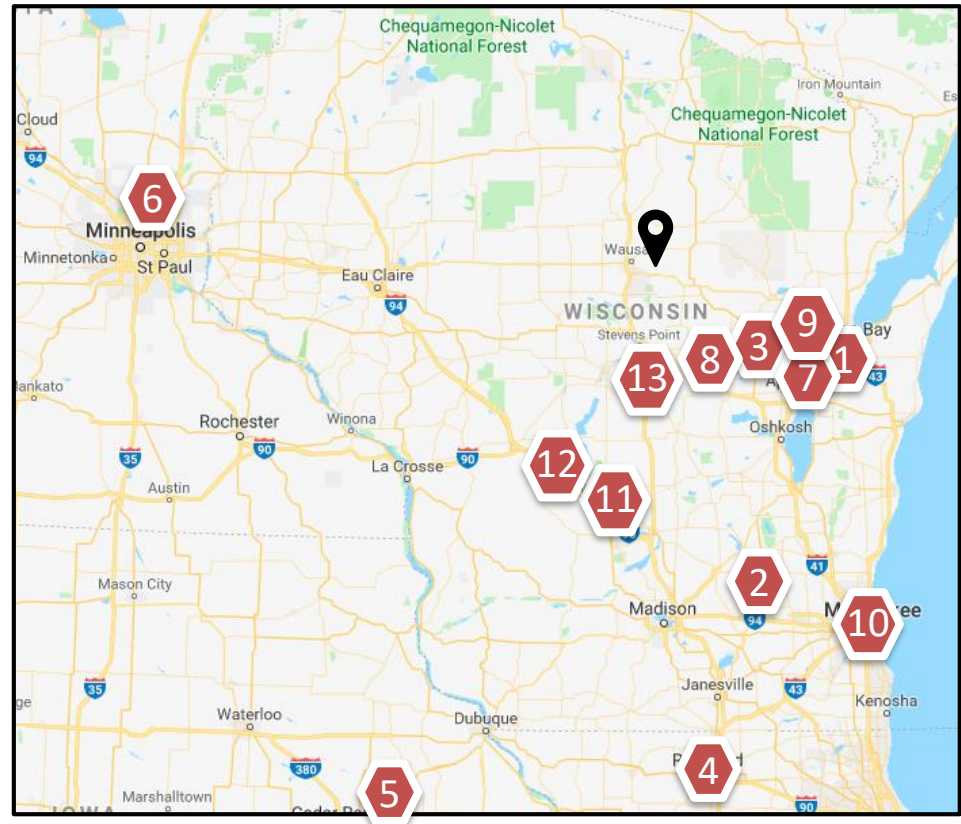 Chequamegon-Nicolet
National Forest
Iron Mountain
Cloud
94
Chequamegon-Nicolet
National Forest
6
Minneapolis
Minnetonka
St Paul
Wausa
Eau Claire
94
WISCONSIN
Stevens Point
9
Bay
3
8
1
13
7
43
ankato
Rochester
Winona
Oshkosh
90
35
La Crosse
90
12
Austin
11
41
Mason City
2
Madison
94
10
kee
35
Janesville
43
Kenosha
Waterloo
Dubuque
4
380
5
Marshalltown
90